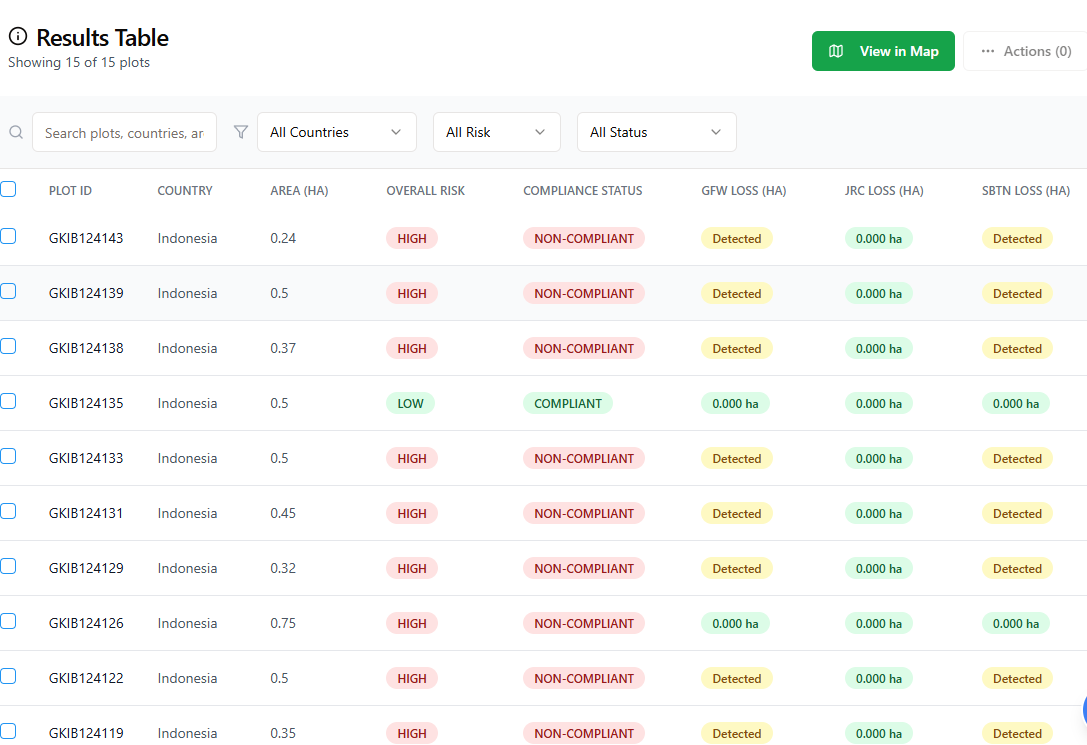 Results Table
Showing 15 of 15 plots
View in Map
Actions (0)
Search plots, countries, ar
All Countries
All Risk
All Status
PLOT ID COUNTRY AREA (HA) OVERALL RISK COMPLIANCE STATUS GFW LOSS (HA) JRC LOSS (HA) SBTN LOSS (HA)
GKIB124143 Indonesia 0.24 HIGH NON-COMPLIANT Detected 0.000 ha Detected
GKIB124139 Indonesia 0.5 HIGH NON-COMPLIANT Detected 0.000 ha Detected
GKIB124138 Indonesia 0.37 HIGH NON-COMPLIANT Detected 0.000 ha Detected
GKIB124135 Indonesia 0.5 LOW COMPLIANT 0.000 ha 0.000 ha 0.000 ha
GKIB124133 Indonesia 0.5 HIGH NON-COMPLIANT Detected 0.000 ha Detected
GKIB124131 Indonesia 0.45 HIGH NON-COMPLIANT Detected 0.000 ha Detected
GKIB124129 Indonesia 0.32 HIGH NON-COMPLIANT Detected 0.000 ha Detected
GKIB124126 Indonesia 0.75 HIGH NON-COMPLIANT 0.000 ha 0.000 ha 0.000 ha
GKIB124122 Indonesia 0.5 HIGH NON-COMPLIANT Detected 0.000 ha Detected
GKIB124119 Indonesia 0.35 HIGH NON-COMPLIANT Detected 0.000 ha Detected